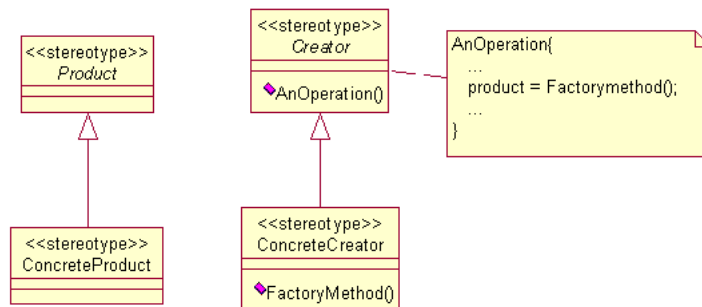 <<stereotype>>
Product
<<stereotype>>
Creator
AnOperation()
AnOperation{
...
product = Factorymethod();
...
}
<<stereotype>>
ConcreteProduct
<<stereotype>>
ConcreteCreator
FactoryMethod()